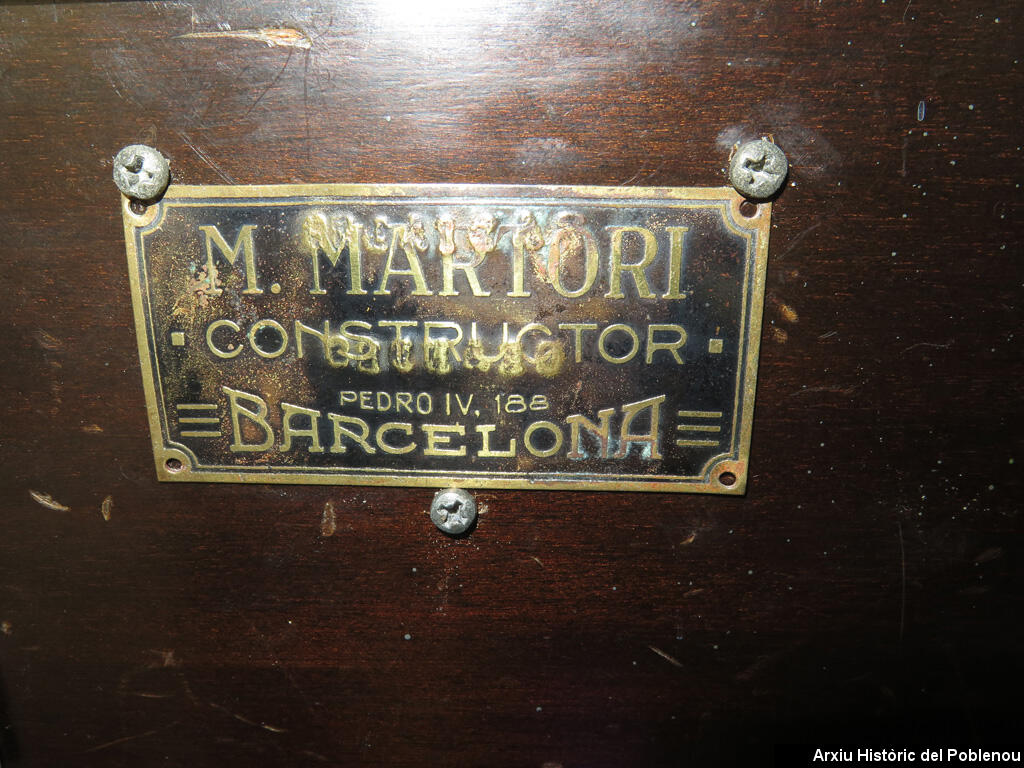 M. MARTORI
CONSTRUCTOR
PEDRO IV, 188
BARCELONA
Arxiu Històric del Poblenou